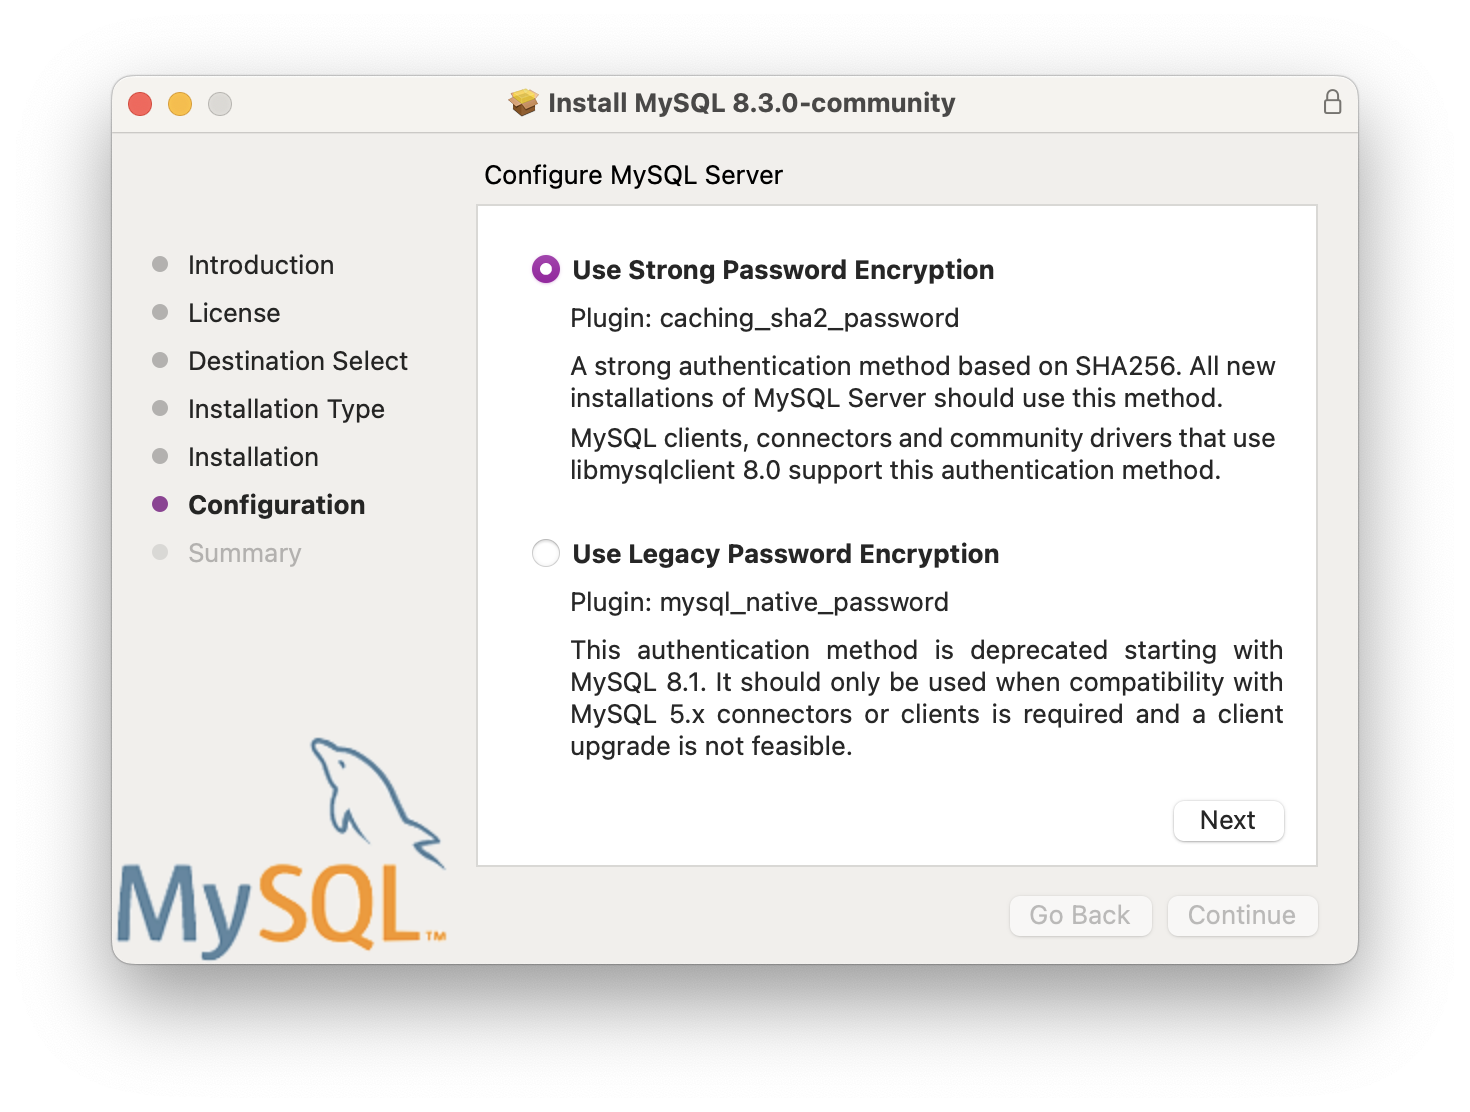 Install MySQL 8.3.0-community
Configure MySQL Server
Introduction
License
Destination Select
Installation Type
Installation
Configuration
Summary
Use Strong Password Encryption
Plugin: caching_sha2_password
A strong authentication method based on SHA256. All new
installations of MySQL Server should use this method.
MySQL clients, connectors and community drivers that use
libmysqlclient 8.0 support this authentication method.
Use Legacy Password Encryption
Plugin: mysql_native_password
This authentication method is deprecated starting with
MySQL 8.1. It should only be used when compatibility with
MySQL 5.x connectors or clients is required and a client
upgrade is not feasible.
Next
MySQL™
Go Back
Continue